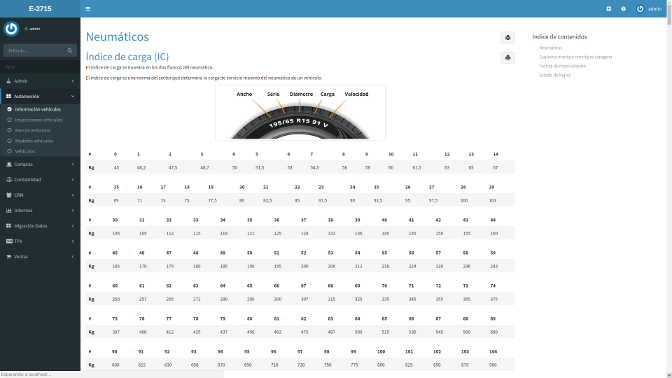 E-2715
admin
admin
Menú
Admin
Automoción
Información vehículos
Inspecciones vehículos
Marcas vehículos
Modelos vehículos
Vehículos
Compras
Contabilidad
CRM
Informes
Migración Datos
TPV
Ventas
Esperando a localhost...
Neumáticos
Índice de carga (IC)
El índice de carga se muestra en los dos flancos del neumático.
El índice de carga es una norma del sector que determina la carga de servicio máxima del neumático de un vehículo.
Ancho Serie Diámetro Carga Velocidad
195/65 R15 91 V
# 0 1 2 3 4 5 6 7 8 9 10 11 12 13 14
Kg 45 46,2 47,5 48,7 50 51,5 53 54,5 56 58 60 61,5 63 65 67
# 15 16 17 18 19 20 21 22 23 24 25 26 27 28 29
Kg 69 71 73 75 77,5 80 82,5 85 87,5 90 92,5 95 97,5 100 103
# 30 31 32 33 34 35 36 37 38 39 40 41 42 43 44
Kg 106 109 112 115 118 121 125 128 132 136 140 145 150 155 160
# 45 46 47 48 49 50 51 52 53 54 55 56 57 58 59
Kg 165 170 175 180 185 190 195 200 206 212 218 224 230 236 243
# 60 61 62 63 64 65 66 67 68 69 70 71 72 73 74
Kg 250 257 265 272 280 290 300 307 315 325 335 345 355 365 375
# 75 76 77 78 79 80 81 82 83 84 85 86 87 88 89
Kg 387 400 412 425 437 450 462 475 487 500 515 530 545 560 580
# 90 91 92 93 94 95 96 97 98 99 100 101 102 103 104
Kg 600 615 630 650 670 690 710 730 750 775 800 825 850 875 900
Índice de contenidos
Neumáticos
Esquema montaje remolque/caragana
Fechas de matriculación
Estado de bujías